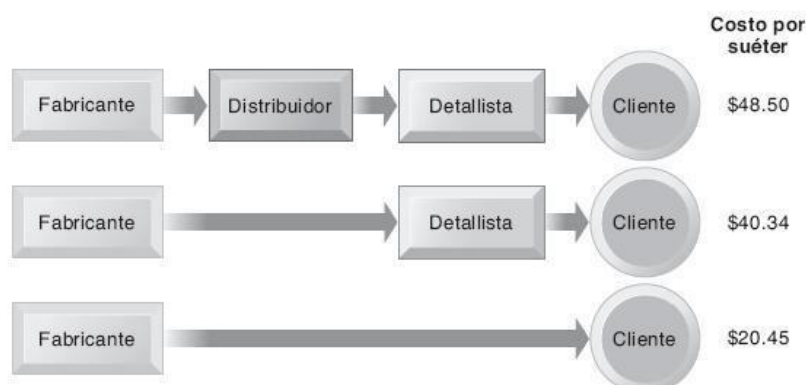 Costo por
suéter
Fabricante Distribuidor Detallista Cliente $48.50
Fabricante Detallista Cliente $40.34
Fabricante Cliente $20.45